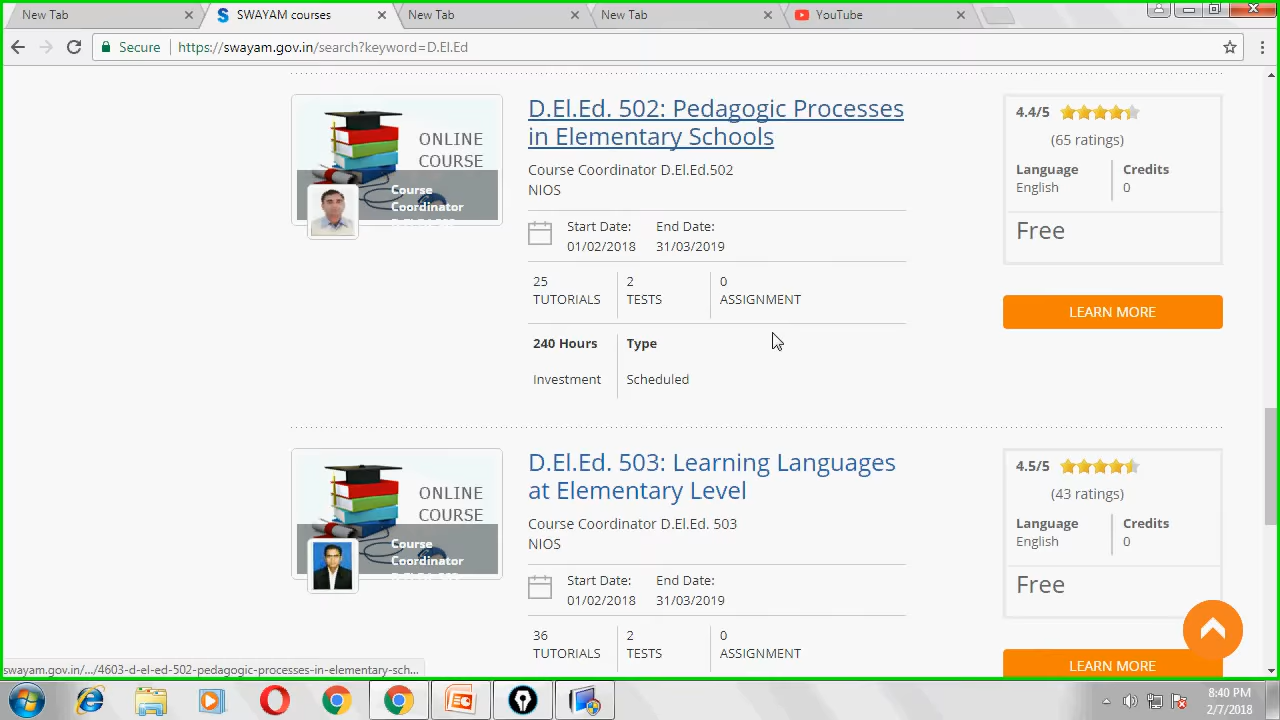 New Tab
SWAYAM courses
New Tab
New Tab
YouTube
Secure
https://swayam.gov.in/search?keyword=D.El.Ed
ONLINE
COURSE
Course
Coordinator
D.El.Ed. 502: Pedagogic Processes
in Elementary Schools
Course Coordinator D.El.Ed.502
NIOS
Start Date:
End Date:
01/02/2018
31/03/2019
25
2
0
TUTORIALS
TESTS
ASSIGNMENT
240 Hours
Type
Investment
Scheduled
4.4/5
(65 ratings)
Language
Credits
English
0
Free
LEARN MORE
ONLINE
COURSE
Course
Coordinator
D.El.Ed. 503: Learning Languages
at Elementary Level
Course Coordinator D.El.Ed. 503
NIOS
Start Date:
End Date:
01/02/2018
31/03/2019
36
2
0
TUTORIALS
TESTS
ASSIGNMENT
4.5/5
(43 ratings)
Language
Credits
English
0
Free
LEARN MORE
swayam.gov.in/.../4603-d-el-ed-502-pedagogic-processes-in-elementary-sch...
8:40 PM
2/7/2018